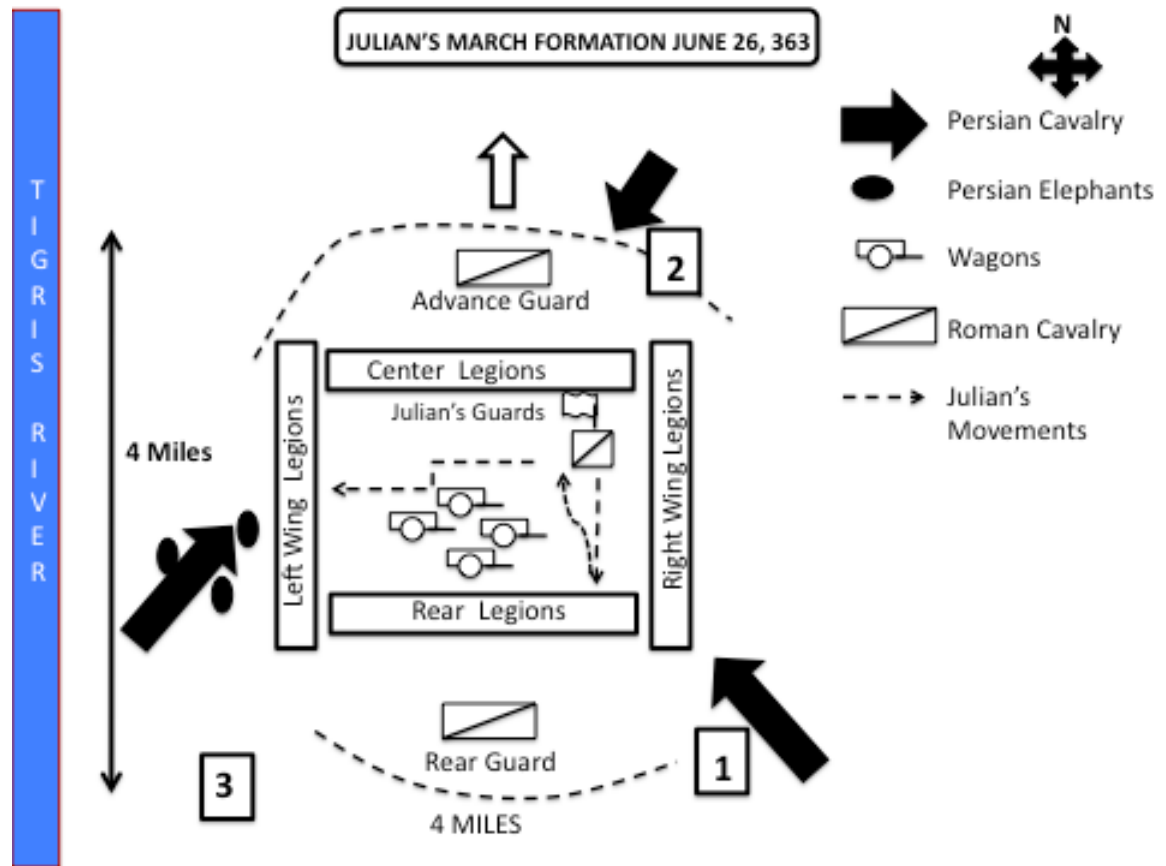 JULIAN'S MARCH FORMATION JUNE 26, 363
N
Persian Cavalry
Persian Elephants
Wagons
Roman Cavalry
Julian's
Movements
TIGRIS RIVER
4 Miles
2
Advance Guard
Center Legions
Julian's Guards
Left Wing Legions
Right Wing Legions
Rear Legions
Rear Guard
1
3
4 MILES